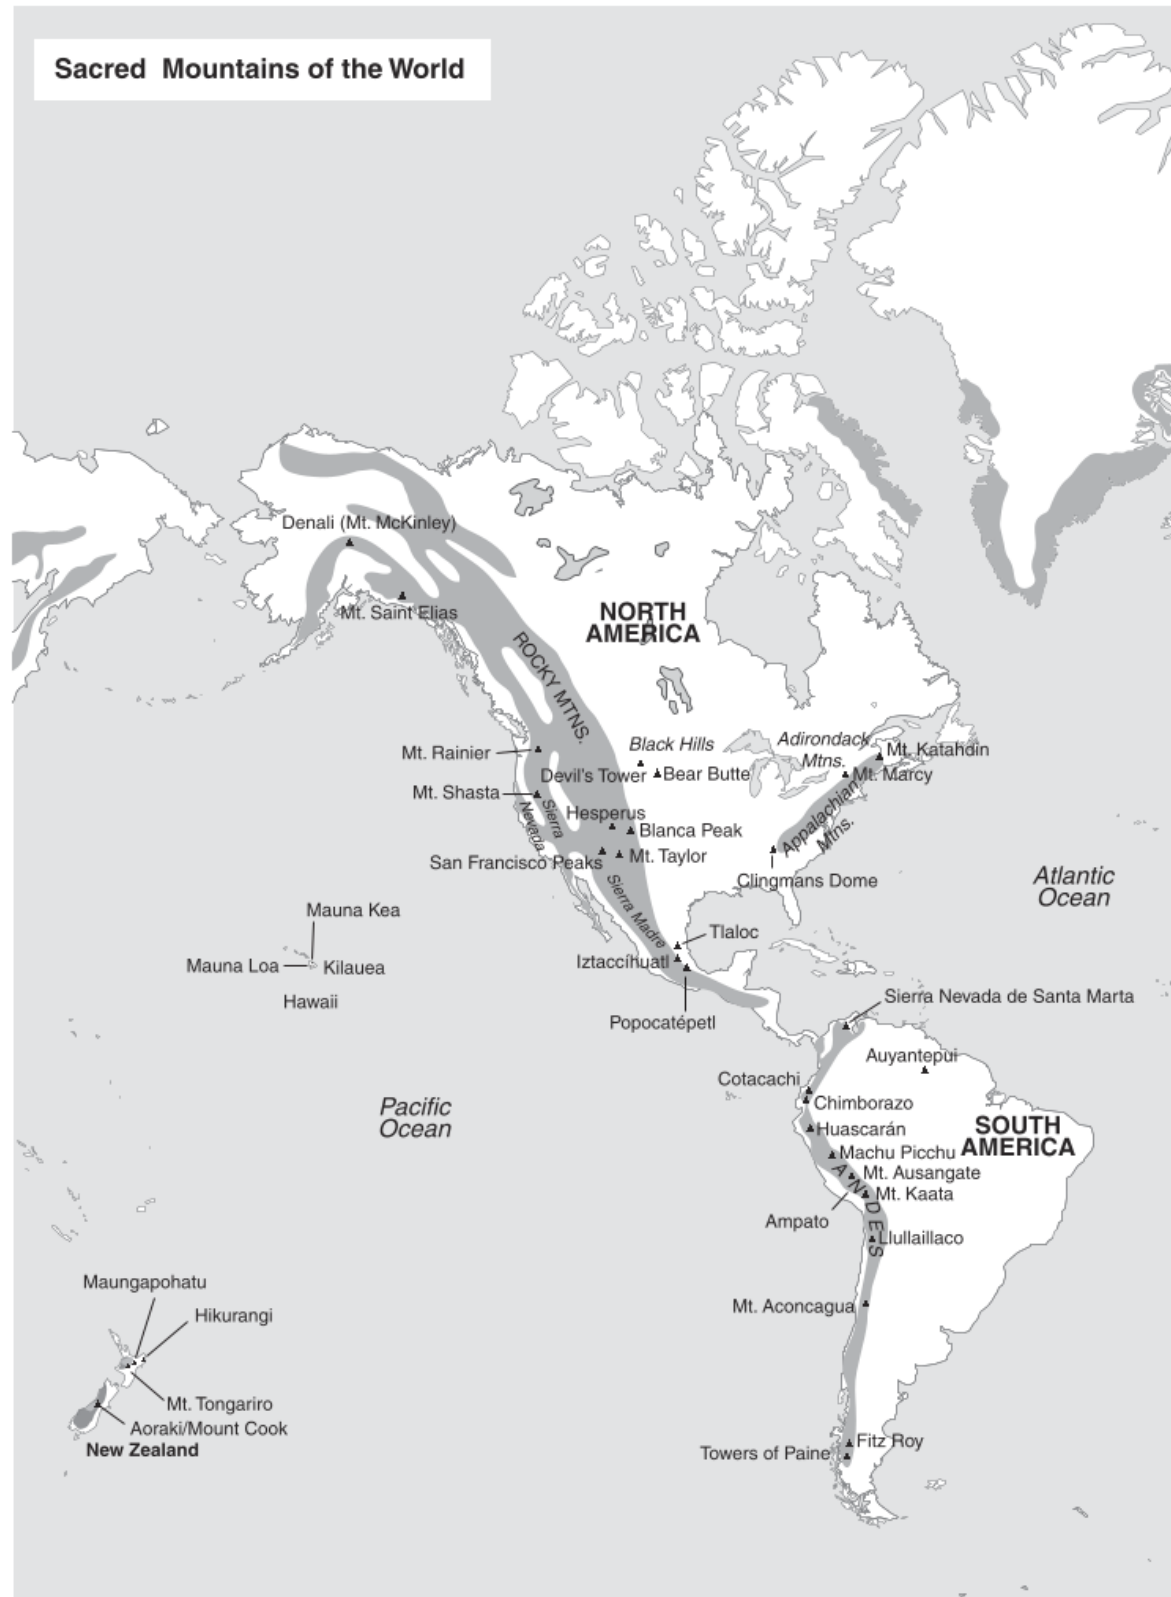 Sacred Mountains of the World
Denali (Mt. McKinley)
Mt. Saint Elias
NORTH
AMERICA
ROCKY MTNS.
Mt. Rainier
Black Hills
Adirondack
Mtns.
Mt. Katahdin
Devil's Tower
Bear Butte
Mt. Marcy
Mt. Shasta
Sierra
Nevada
Hesperus
Blanca Peak
Appalachian
Mtns.
San Francisco Peaks
Mt. Taylor
Clingmans Dome
Sierra Madre
Atlantic
Ocean
Mauna Kea
Tlaloc
Mauna Loa
Kilauea
Iztaccíhuatl
Hawaii
Popocatépetl
Sierra Nevada de Santa Marta
Auyantepui
Cotacachi
Chimborazo
Pacific
Ocean
Huascarán
SOUTH
AMERICA
Machu Picchu
Mt. Ausangate
ANDES
Mt. Kaata
Ampato
Llullaillaco
Maungapohatu
Mt. Aconcagua
Hikurangi
Mt. Tongariro
Aoraki/Mount Cook
New Zealand
Fitz Roy
Towers of Paine